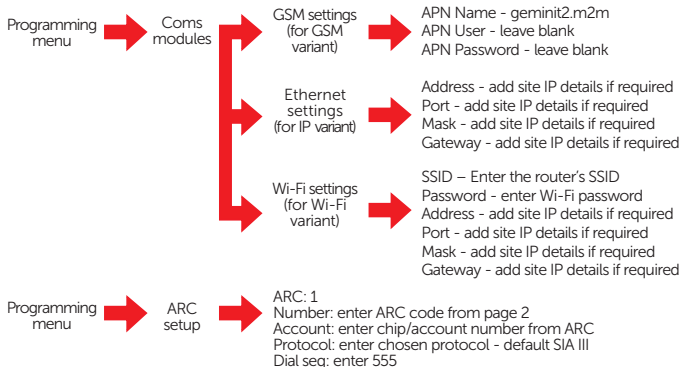 Programming
menu
Coms
modules
GSM settings
(for GSM
variant)
APN Name - geminit2.m2m
APN User - leave blank
APN Password - leave blank
Ethernet
settings
(for IP variant)
Address - add site IP details if required
Port - add site IP details if required
Mask - add site IP details if required
Gateway - add site IP details if required
Wi-Fi settings
(for Wi-Fi
variant)
SSID – Enter the router's SSID
Password - enter Wi-Fi password
Address - add site IP details if required
Port - add site IP details if required
Mask - add site IP details if required
Gateway - add site IP details if required
Programming
menu
ARC
setup
ARC: 1
Number: enter ARC code from page 2
Account: enter chip/account number from ARC
Protocol: enter chosen protocol - default SIA III
Dial seq: enter 555